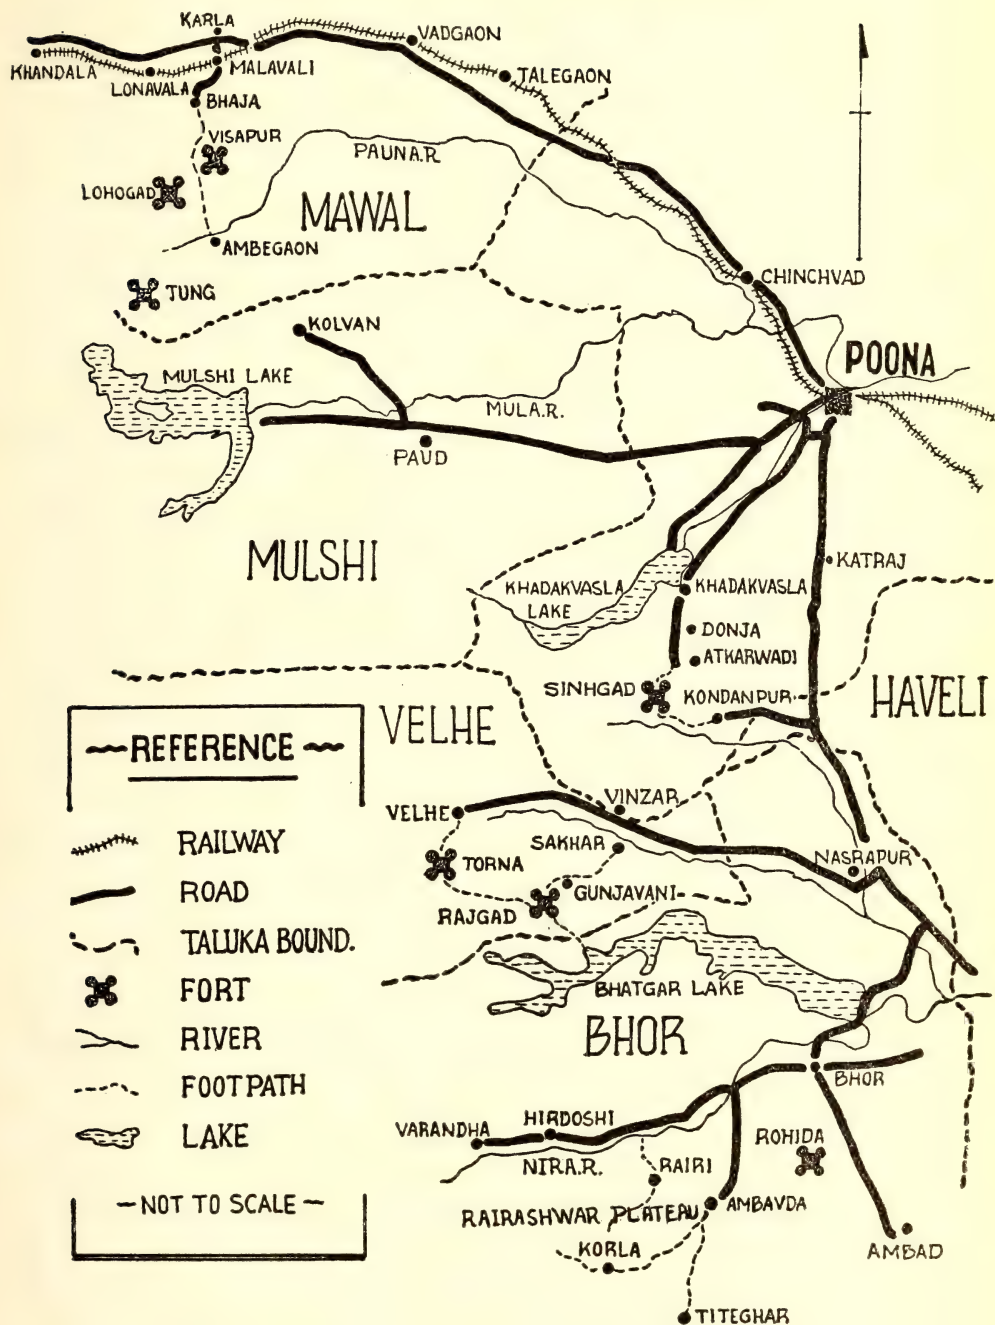 KARLA
VADGAON
KHANDALA
LONAVALA
MALAVALI
TALEGAON
BHAJA
VISAPUR
PAUNA.R.
LOHOGAD
MAWAL
AMBEGAON
CHINCHVAD
TUNG
KOLVAN
POONA
MULSHI LAKE
MULA.R.
PAUD
MULSHI
KATRAJ
KHADAKVASLA
LAKE
KHADAKVASLA
DONJA
ATKARWADI
SINHGAD
KONDANPUR
HAVELI
VELHE
VINZAR
VELHE
SAKHAR
NASRAPUR
TORNA
GUNJAVANI
RAJGAD
BHATGAR LAKE
BHOR
BHOR
HIRDOSHI
VARANDHA
ROHIDA
NIRA.R.
RAIRI
RAIRASHWAR PLATEAU
AMBAVDA
KORLA
AMBAD
TITEGHAR
REFERENCE
RAILWAY
ROAD
TALUKA BOUND.
FORT
RIVER
FOOTPATH
LAKE
- NOT TO SCALE -